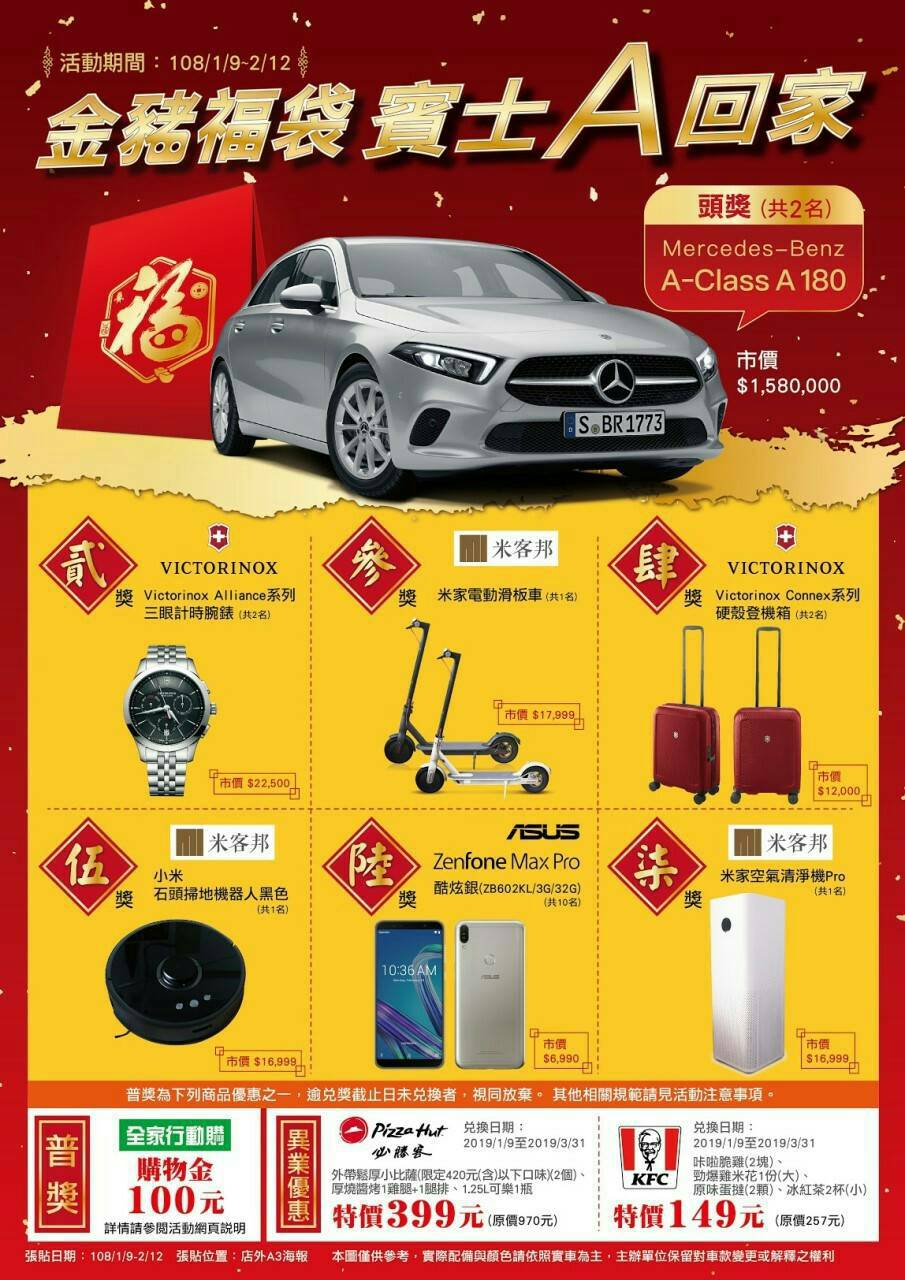 活動期間：108/1/9~2/12
金豬福袋 賓士A回家
福
頭獎 (共2名)
Mercedes-Benz
A-Class A 180
市價
$1,580,000
S BR 1773
貳獎
VICTORINOX
Victorinox Alliance系列
三眼計時腕錶 (共2名)
市價 $22,500
參獎
米客邦
米家電動滑板車 (共1名)
市價 $17,999
肆獎
VICTORINOX
Victorinox Connex系列
硬殼登機箱 (共2名)
市價
$12,000
伍獎
米客邦
小米
石頭掃地機器人黑色
(共1名)
市價 $16,999
陸獎
ASUS
Zenfone Max Pro
酷炫銀(ZB602KL/3G/32G)
(共10名)
10:36 AM
ASUS
市價
$6,990
柒獎
米客邦
米家空氣清淨機Pro
(共1名)
市價
$16,999
普獎為下列商品優惠之一，逾兌獎截止日未兌換者，視同放棄。 其他相關規範請見活動注意事項。
普獎
全家行動購
購物金
100元
詳情請參閱活動網頁說明
異業優惠
Pizza Hut
必勝客
兌換日期：
2019/1/9至2019/3/31
外帶鬆厚小比薩(限定420元(含)以下口味)(2個)、
厚燒醬烤1雞腿+1腿排、1.25L可樂1瓶
特價399元(原價970元)
KFC
兌換日期：
2019/1/9至2019/3/31
咔啦脆雞(2塊)、
勁爆雞米花1份(大)、
原味蛋撻(2顆)、冰紅茶2杯(小)
特價149元 (原價257元)
張貼日期：108/1/9-2/12 張貼位置：店外A3海報 本圖僅供參考，實際配備與顏色請依照實車為主，主辦單位保留對車款變更或解釋之權利